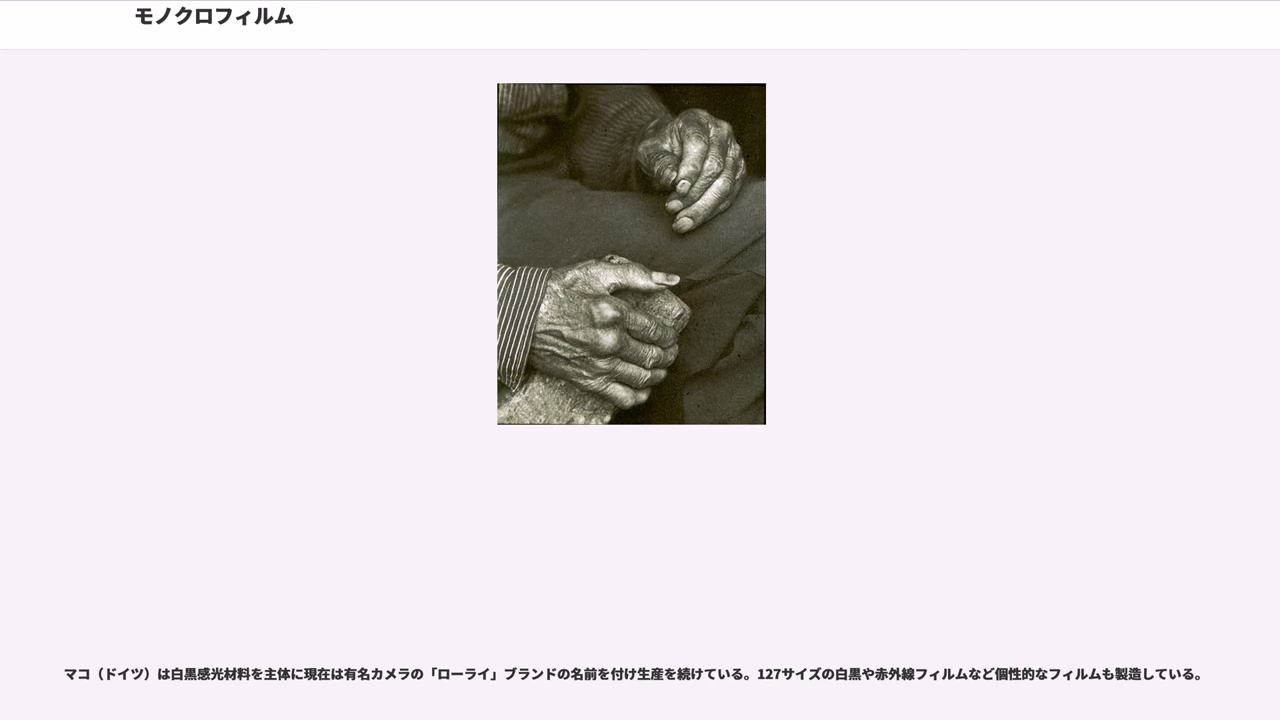 モノクロフィルム
マコ（ドイツ）は白黒感光材料を主体に現在は有名カメラの「ローライ」ブランドの名前を付け生産を続けている。127サイズの白黒や赤外線フィルムなど個性的なフィルムも製造している。